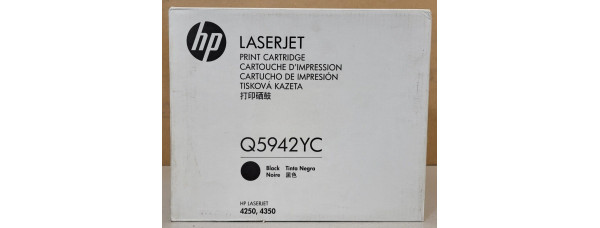 hp
LASERJET
PRINT CARTRIDGE
CARTOUCHE D'IMPRESSION
CARTUCHO DE IMPRESIÓN
TISKOVÁ KAZETA
打印硒鼓
Q5942YC
Black Tinta Negra
Noire 黑色
HP LASERJET
4250, 4350